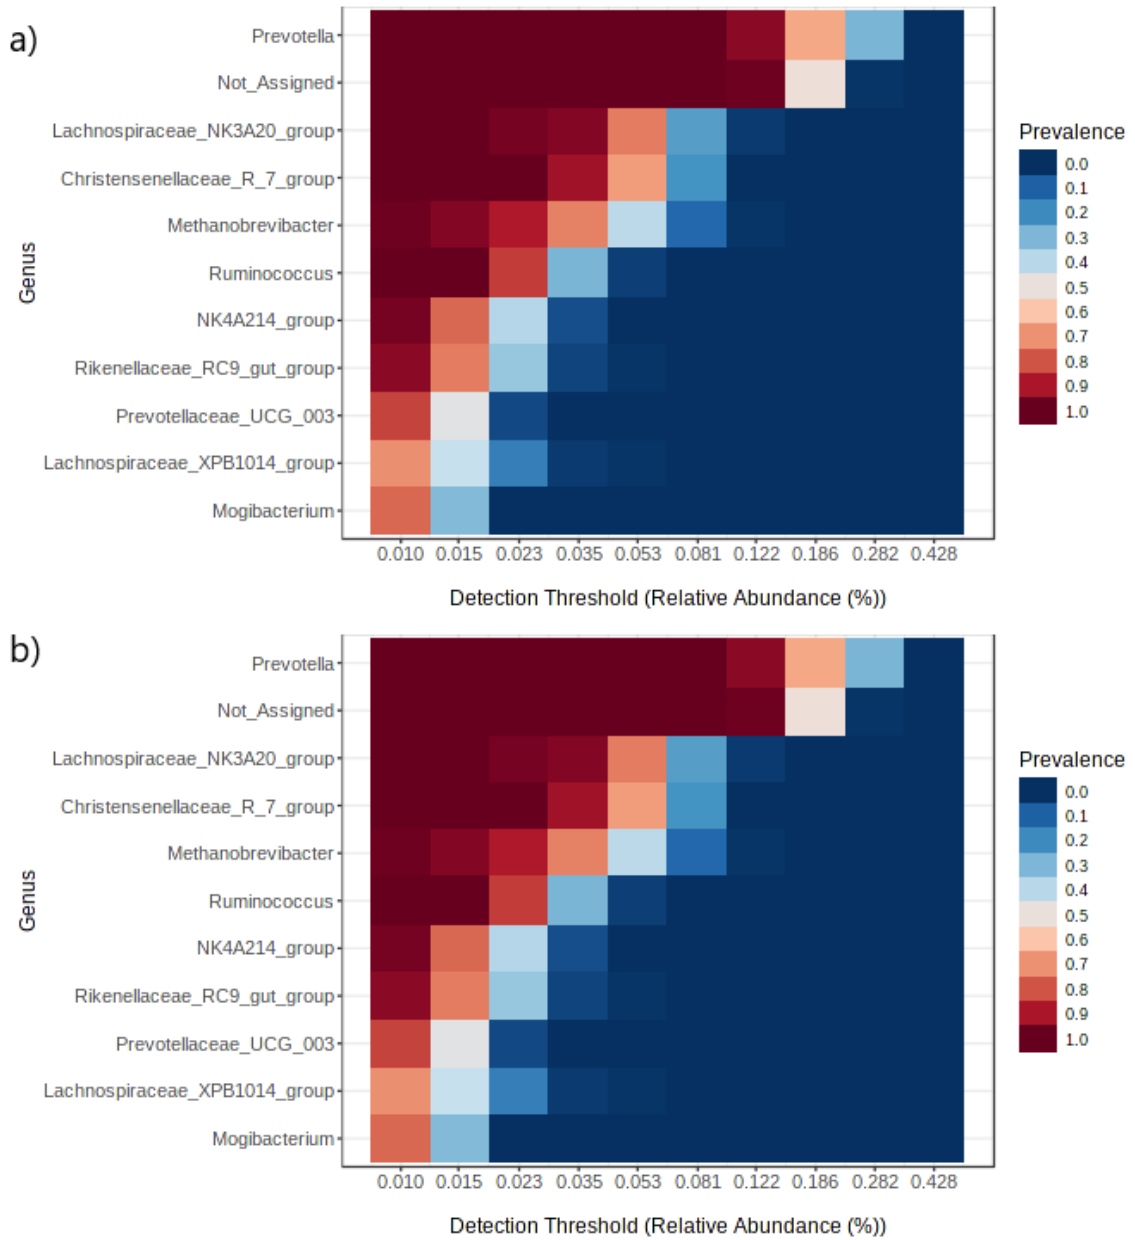 a)
Prevotella
Not_Assigned
Lachnospiraceae_NK3A20_group
Christensenellaceae_R_7_group
Methanobrevibacter
Ruminococcus
NK4A214_group
Rikenellaceae_RC9_gut_group
Prevotellaceae_UCG_003
Lachnospiraceae_XPB1014_group
Mogibacterium
Genus
0.010 0.015 0.023 0.035 0.053 0.081 0.122 0.186 0.282 0.428
Detection Threshold (Relative Abundance (%))
Prevalence
0.0
0.1
0.2
0.3
0.4
0.5
0.6
0.7
0.8
0.9
1.0
b)
Prevotella
Not_Assigned
Lachnospiraceae_NK3A20_group
Christensenellaceae_R_7_group
Methanobrevibacter
Ruminococcus
NK4A214_group
Rikenellaceae_RC9_gut_group
Prevotellaceae_UCG_003
Lachnospiraceae_XPB1014_group
Mogibacterium
Genus
0.010 0.015 0.023 0.035 0.053 0.081 0.122 0.186 0.282 0.428
Detection Threshold (Relative Abundance (%))
Prevalence
0.0
0.1
0.2
0.3
0.4
0.5
0.6
0.7
0.8
0.9
1.0